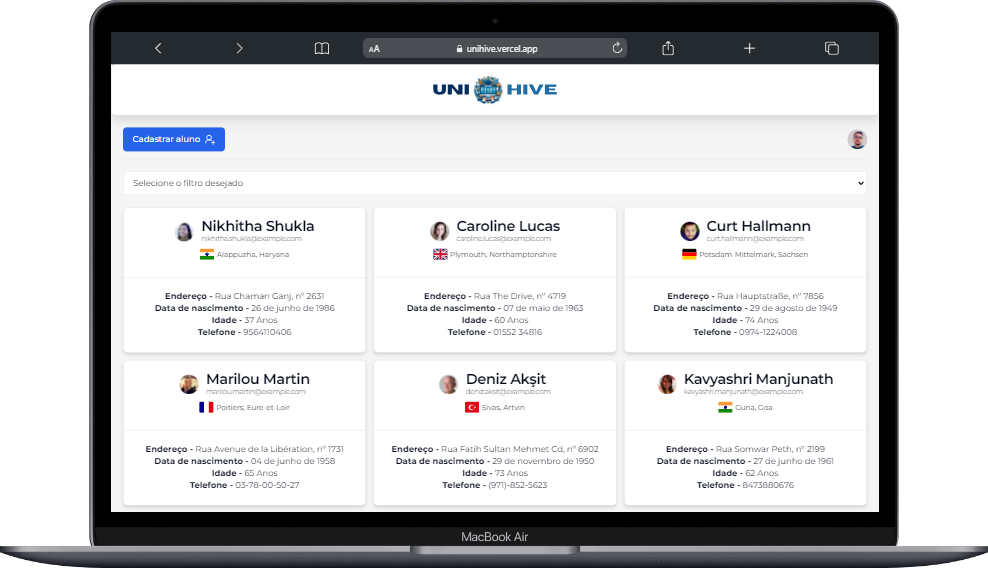 AA unihive.vercel.app
UNI HIVE
Cadastrar aluno
Selecione o filtro desejado
Nikhitha Shukla
nikhitha.shukla@example.com
Alappuzha, Haryana
Endereço - Rua Chaman Ganj, nº 2631
Data de nascimento - 26 de junho de 1986
Idade - 37 Anos
Telefone - 9564110406
Caroline Lucas
caroline.lucas@example.com
Plymouth, Northamptonshire
Endereço - Rua The Drive, nº 4719
Data de nascimento - 07 de maio de 1963
Idade - 60 Anos
Telefone - 01552 34816
Curt Hallmann
curt.hallmann@example.com
Potsdam-Mittelmark, Sachsen
Endereço - Rua Hauptstraße, nº 7856
Data de nascimento - 29 de agosto de 1949
Idade - 74 Anos
Telefone - 0974-1224008
Marilou Martin
marilou.martin@example.com
Poitiers, Eure-et-Loir
Endereço - Rua Avenue de la Libération, nº 1731
Data de nascimento - 04 de junho de 1958
Idade - 65 Anos
Telefone - 03-78-00-50-27
Deniz Akşit
deniz.aksit@example.com
Sivas, Artvin
Endereço - Rua Fatih Sultan Mehmet Cd, nº 6902
Data de nascimento - 29 de novembro de 1950
Idade - 73 Anos
Telefone - (971)-852-5623
Kavyashri Manjunath
kavyashri.manjunath@example.com
Guna, Goa
Endereço - Rua Somwar Peth, nº 2199
Data de nascimento - 27 de junho de 1961
Idade - 62 Anos
Telefone - 8473880676
MacBook Air